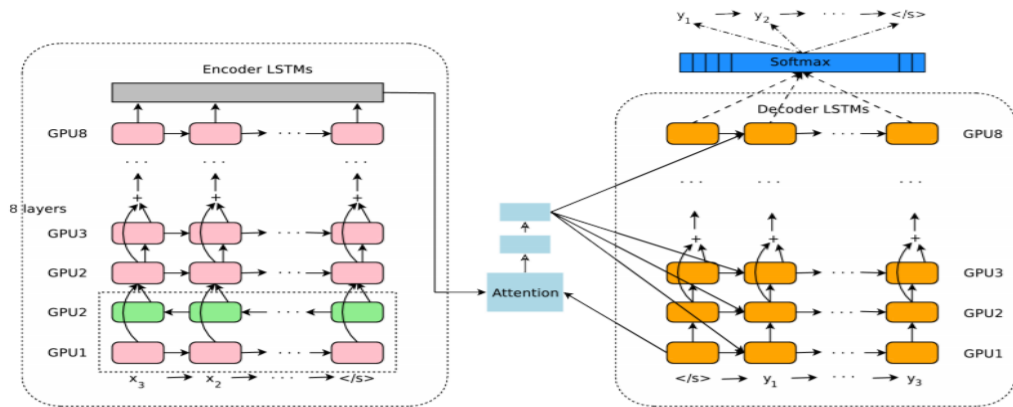 y1 y2 ... </s>
Softmax
Encoder LSTMs
Decoder LSTMs
GPU8 ... ... GPU8
... ... ... ...
+ +
8 layers
GPU3 ...
+ + +
GPU2 ... ... GPU3
Attention
GPU2 ... ... GPU2
GPU1 ... ... GPU1
x3 x2 ... </s> </s> y1 ... y3